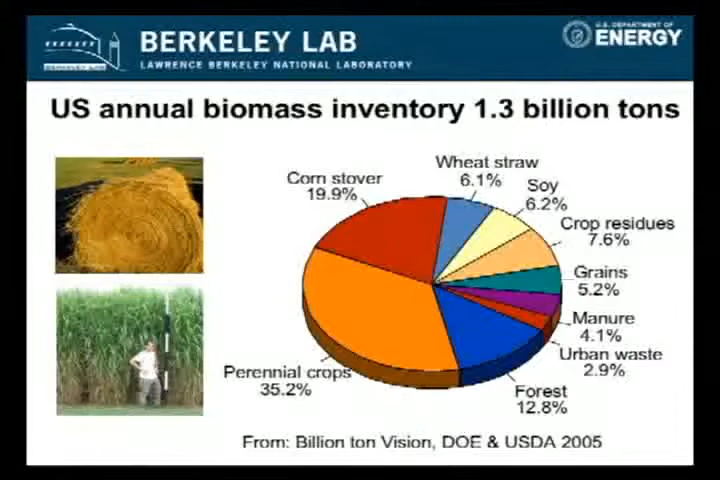 BERKELEY LAB
LAWRENCE BERKELEY NATIONAL LABORATORY
U.S. DEPARTMENT OF
ENERGY
US annual biomass inventory 1.3 billion tons
Corn stover
19.9%
Wheat straw
6.1%
Soy
6.2%
Crop residues
7.6%
Grains
5.2%
Manure
4.1%
Urban waste
2.9%
Forest
12.8%
Perennial crops
35.2%
From: Billion ton Vision, DOE & USDA 2005